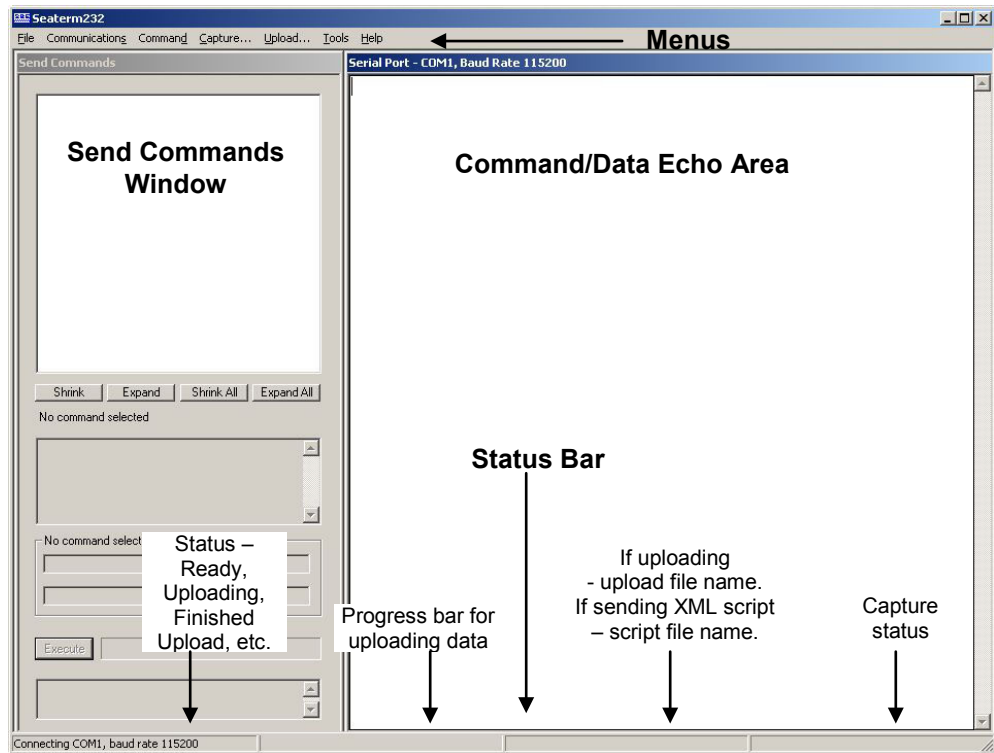 Seaterm232
File Communications Command Capture... Upload... Tools Help
Menus
Send Commands
Serial Port - COM1, Baud Rate 115200
Send Commands
Window
Command/Data Echo Area
Shrink Expand Shrink All Expand All
No command selected
Status Bar
No command selec
Status –
Ready,
Uploading,
Finished
Upload, etc.
Progress bar for
uploading data
If uploading
- upload file name.
If sending XML script
– script file name.
Capture
status
Execute
Connecting COM1, baud rate 115200